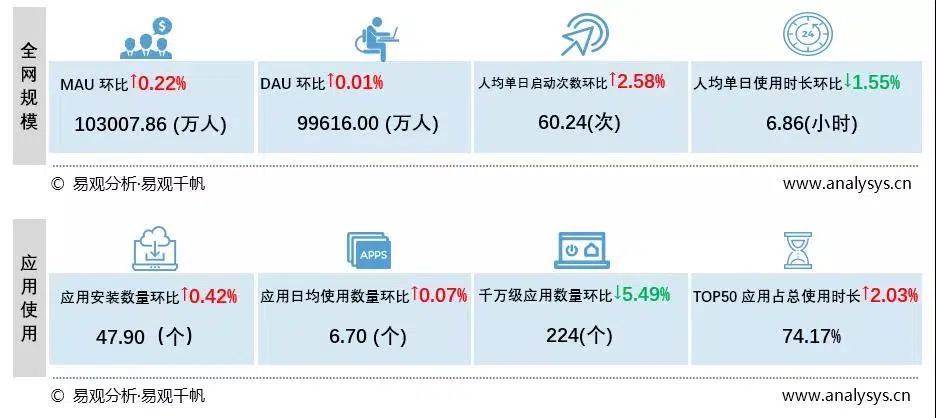 全网规模
$
24
MAU 环比↑0.22%
DAU 环比↑0.01%
人均单日启动次数环比↑2.58%
人均单日使用时长环比↓1.55%
103007.86 (万人)
99616.00 (万人)
60.24(次)
6.86(小时)
© 易观分析·易观千帆
www.analysys.cn
应用使用
APPS
应用安装数量环比↑0.42%
应用日均使用数量环比↑0.07%
千万级应用数量环比↓5.49%
TOP50 应用占总使用时长↑2.03%
47.90（个）
6.70 (个)
224(个)
74.17%
© 易观分析·易观千帆
www.analysys.cn